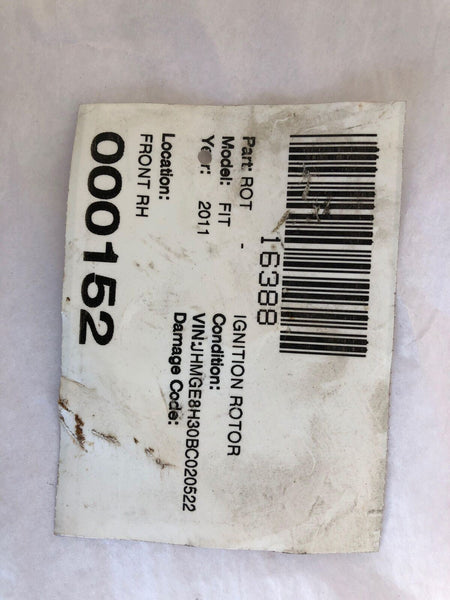 16388
Part: ROT - IGNITION ROTOR
Model: FIT Condition:
Year: 2011 VIN:JHMGE8H30BC020522
Damage Code:
Location:
FRONT RH
000152